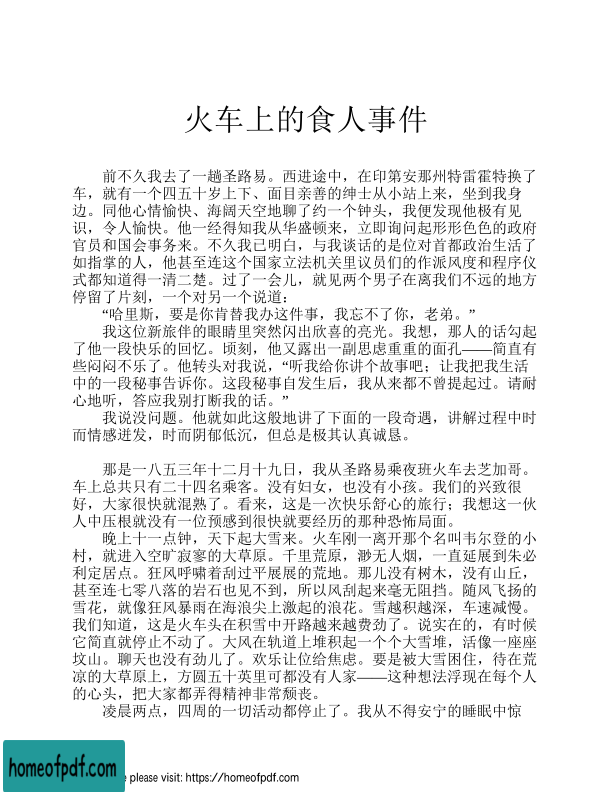 火车上的食人事件
前不久我去了一趟圣路易。西进途中，在印第安那州特雷霍特换了
车，就有一个四五十岁上下、面目亲善的绅士从小站上来，坐到我身
边。同他心情愉快、海阔天空地聊了约一个钟头，我便发现他极有见
识，令人愉快。他一经得知我从华盛顿来，立即询问起形形色色的政府
官员和国会事务来。不久我已明白，与我谈话的是位对首都政治生活了
如指掌的人，他甚至连这个国家立法机关里议员们的作派风度和程序仪
式都知道得一清二楚。过了一会儿，就见两个男子在离我们不远的地方
停留了片刻，一个对另一个说道：
“哈里斯，要是你肯替我办这件事，我忘不了你，老弟。”
我这位新旅伴的眼睛里突然闪出欣喜的亮光。我想，那人的话勾起
了他一段快乐的回忆。顷刻，他又露出一副思虑重重的面孔——简直有
些闷闷不乐了。他转头对我说，“听我给你讲个故事吧；让我把我生活
中的一段秘事告诉你。这段秘事自发生后，我从来都不曾提起过。请耐
心地听，答应我别打断我的话。”
我说没问题。他就如此这般地讲了下面的一段奇遇，讲解过程中时
而情感迸发，时而阴郁低沉，但总是极其认真诚恳。
那是一八五三年十二月十九日，我从圣路易乘夜班火车去芝加哥。
车上总共只有二十四名乘客。没有妇女，也没有小孩。我们的兴致很
好，大家很快就混熟了。看来，这是一次快乐舒心的旅行；我想这一伙
人中压根就没有一位预感到很快就要经历的那种恐怖局面。
晚上十一点钟，天下起大雪来。火车刚一离开那个名叫韦尔登的小
村，就进入空旷寂寥的大草原。千里荒原，渺无人烟，一直延展到朱必
利定居点。狂风呼啸着刮过平展展的荒地。那儿没有树木，没有山丘，
甚至连七零八落的岩石也见不到，所以风刮起来毫无阻挡。随风飞扬的
雪花，就像狂风暴雨在海浪尖上激起的浪花。雪越积越深，车速减慢。
我们知道，这是火车头在积雪中开路越来越费劲了。说实在的，有时候
它简直就停止不动了。大风在轨道上堆积起一个个大雪堆，活像一座座
坟山。聊天也没有劲儿了。欢乐让位给焦虑。要是被大雪困住，待在荒
凉的大草原上，方圆五十英里可都没有人家——这种想法浮现在每个人
的心头，把大家都弄得精神非常颓丧。
凌晨两点，四周的一切活动都停止了。我从不得安宁的睡眠中惊
homeofpdf.com
e please visit: https://homeofpdf.com